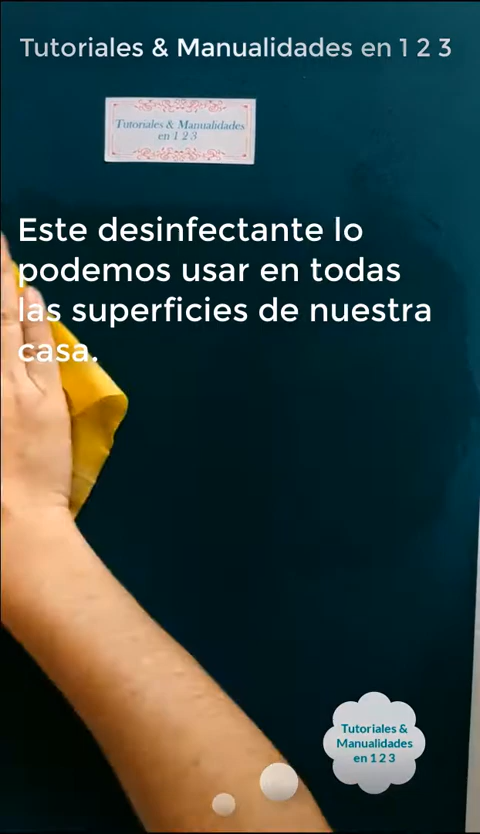 Tutoriales & Manualidades en 1 2 3
Tutoriales & Manualidades
en 1 2 3
Este desinfectante lo
podemos usar en todas
las superficies de nuestra
casa.
Tutoriales &
Manualidades
en 1 2 3